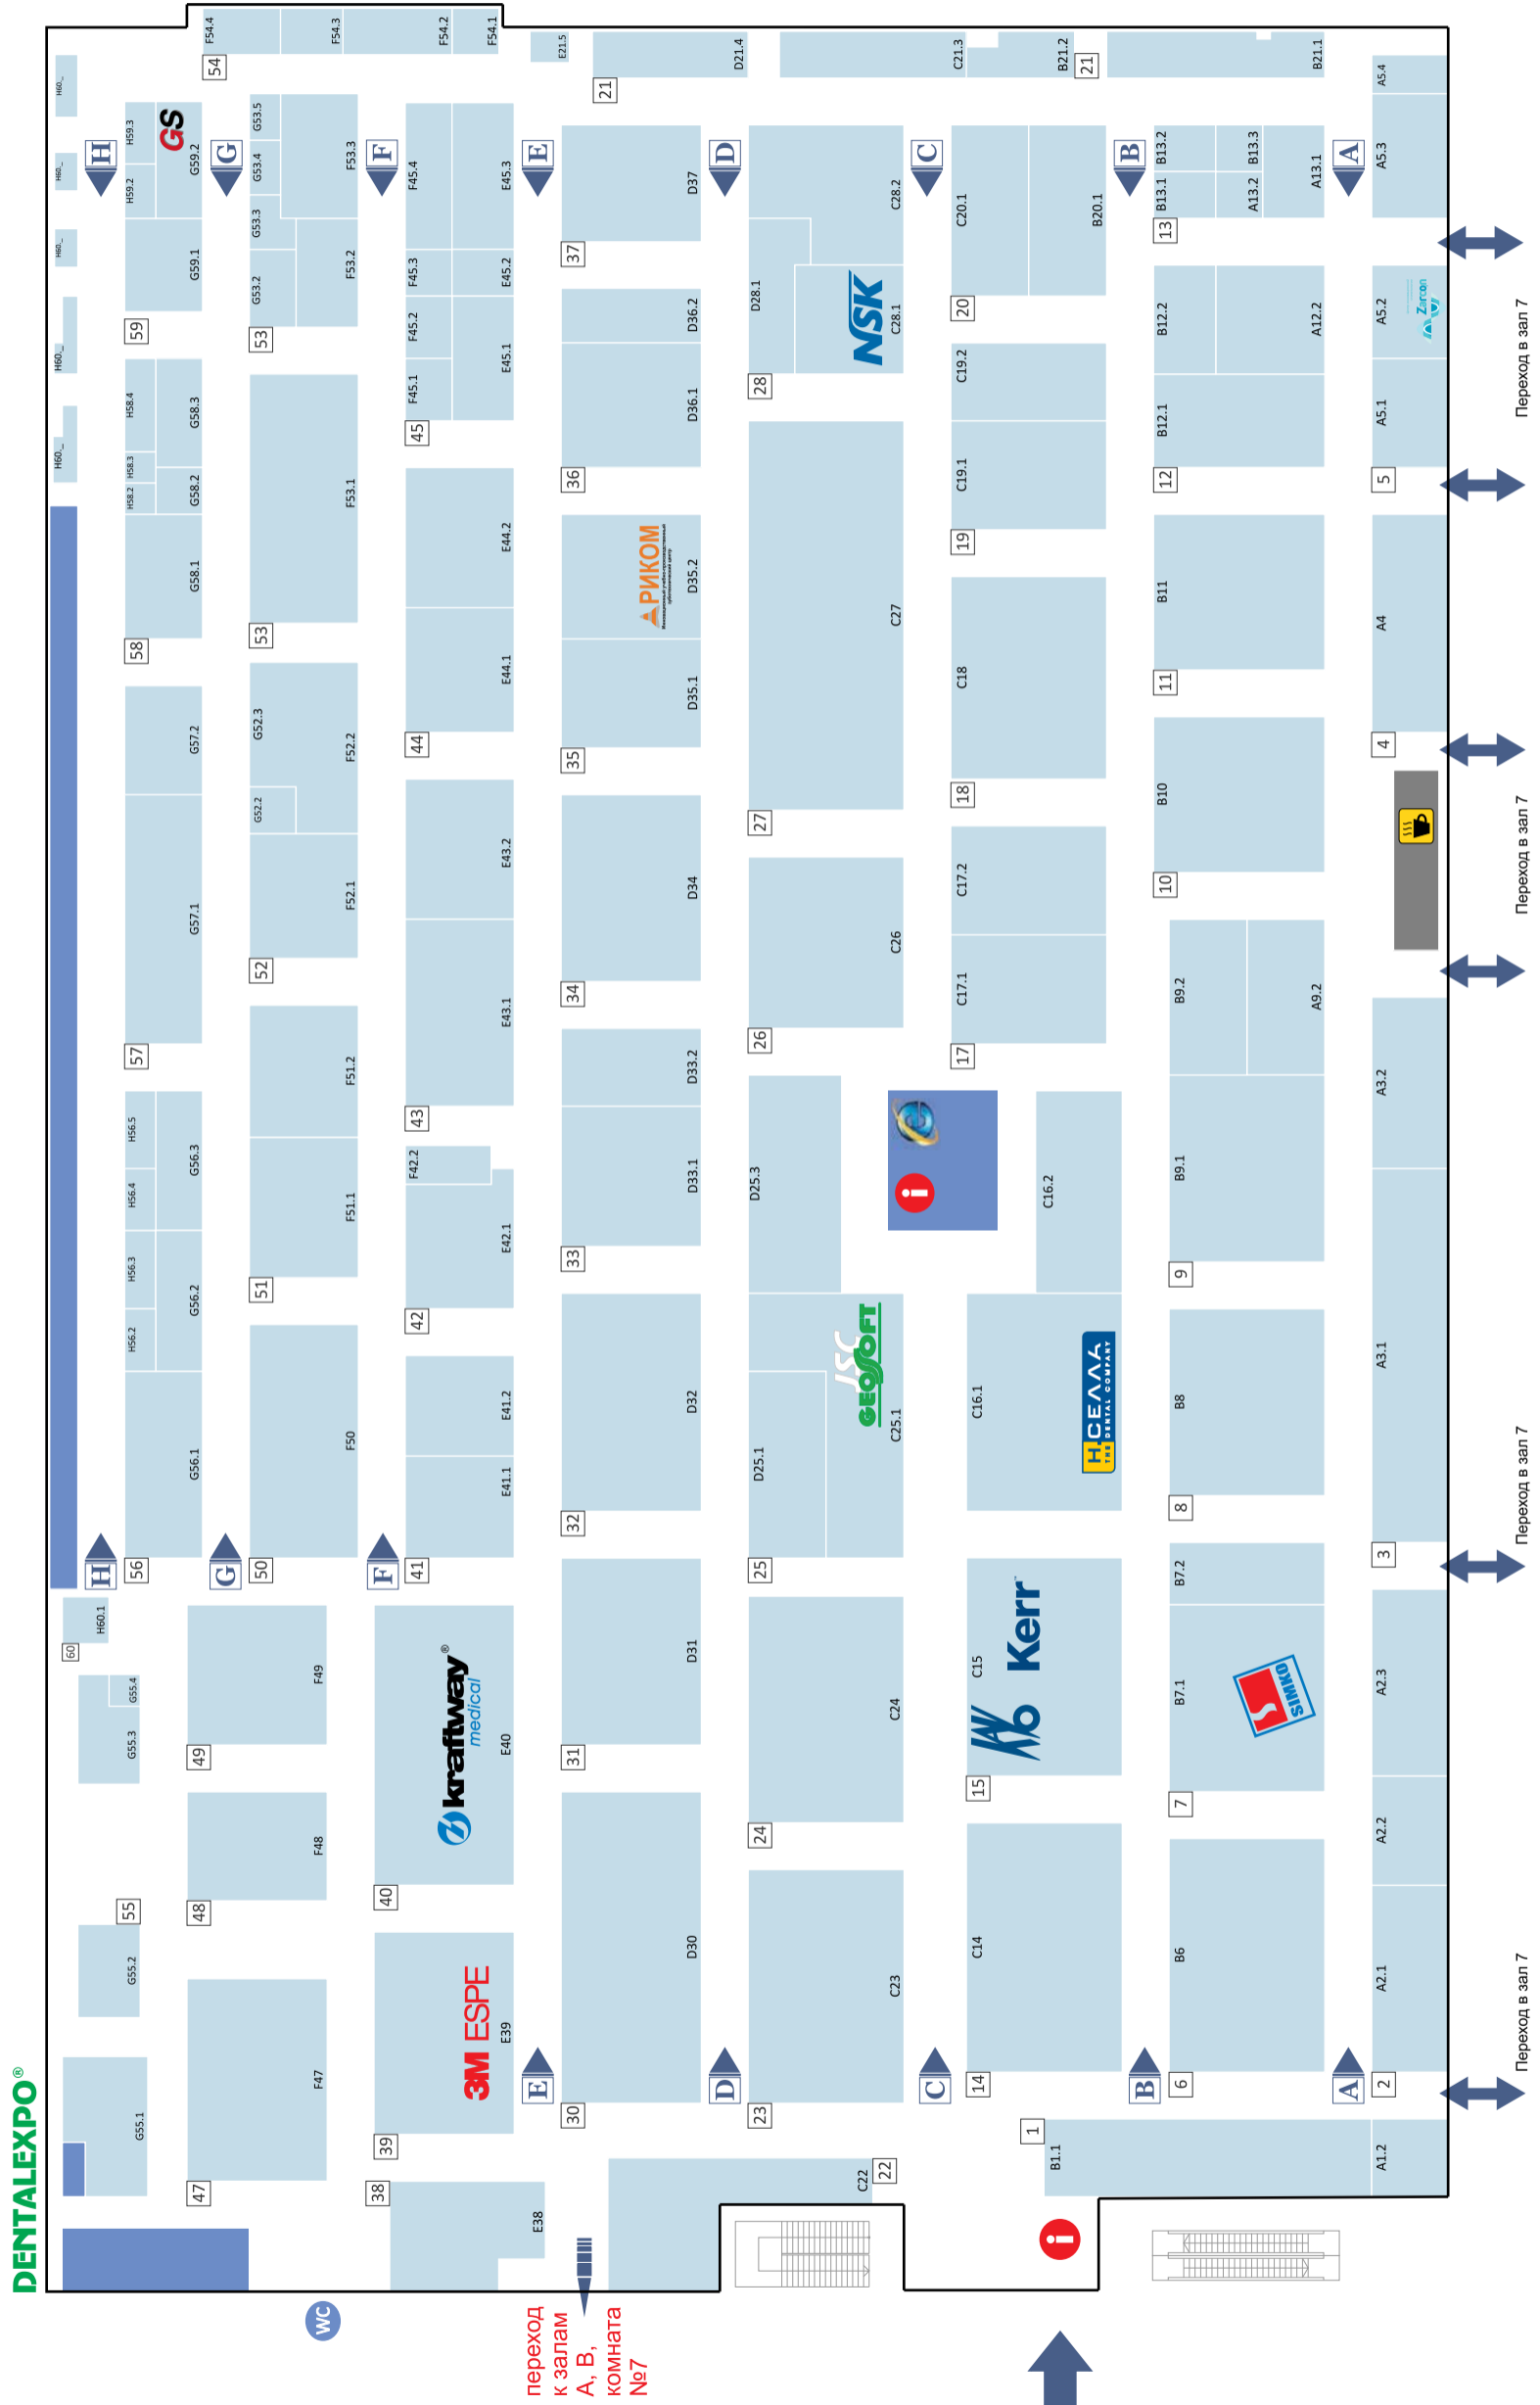 DENTALEXPO®
H60._
H60._
H60._
H60._
H60._
60
H60.1
H
H
55
G55.1
G55.2
G55.3
G55.4
56
G56.1
H56.2
H56.3
G56.2
H56.4
H56.5
G56.3
57
G57.1
G57.2
58
G58.1
H58.2
H58.3
H58.4
G58.2
G58.3
59
G59.1
H59.2
H59.3
G59.2
GS
G
G
54
F54.4
F54.3
F54.2
F54.1
47
F47
48
F48
49
F49
50
F50
51
F51.1
F51.2
52
F52.1
G52.2
G52.3
F52.2
53
F53.1
53
G53.2
G53.3
G53.4
G53.5
F53.2
F53.3
F
F
38
E38
39
3M ESPE
E39
40
kraftway®
medical
E40
41
E41.1
E41.2
42
E42.1
F42.2
43
E43.1
E43.2
44
E44.1
E44.2
45
F45.1
F45.2
F45.3
F45.4
E45.1
E45.2
E45.3
E
E
E21.5
21
D21.4
30
D30
31
D31
32
D32
33
D33.1
D33.2
34
D34
35
D35.1
РИКОМ
D35.2
36
D36.1
D36.2
37
D37
D
D
22
C22
23
C23
24
C24
25
D25.1
JSC
GEOSOFT
C25.1
D25.3
26
C26
27
C27
28
D28.1
NSK
C28.1
C28.2
C21.3
B21.2
21
B21.1
C
C
i
14
C14
15
C15
Kerr™
C16.1
Н.СЕЛЛА
THE DENTAL COMPANY
C16.2
17
C17.1
C17.2
18
C18
19
C19.1
C19.2
20
C20.1
B20.1
B
B
1
B1.1
A1.2
6
B6
7
B7.1
SIMKO
B7.2
8
B8
9
B9.1
B9.2
A9.2
10
B10
11
B11
12
B12.1
B12.2
A12.2
13
B13.1
B13.2
A13.2
B13.3
A13.1
A
A
2
A2.1
A2.2
A2.3
3
A3.1
A3.2
4
A4
5
A5.1
A5.2
Zarcon
A5.3
A5.4
WC
переход
к залам
А, В,
комната
№7
i
Переход в зал 7
Переход в зал 7
Переход в зал 7
Переход в зал 7